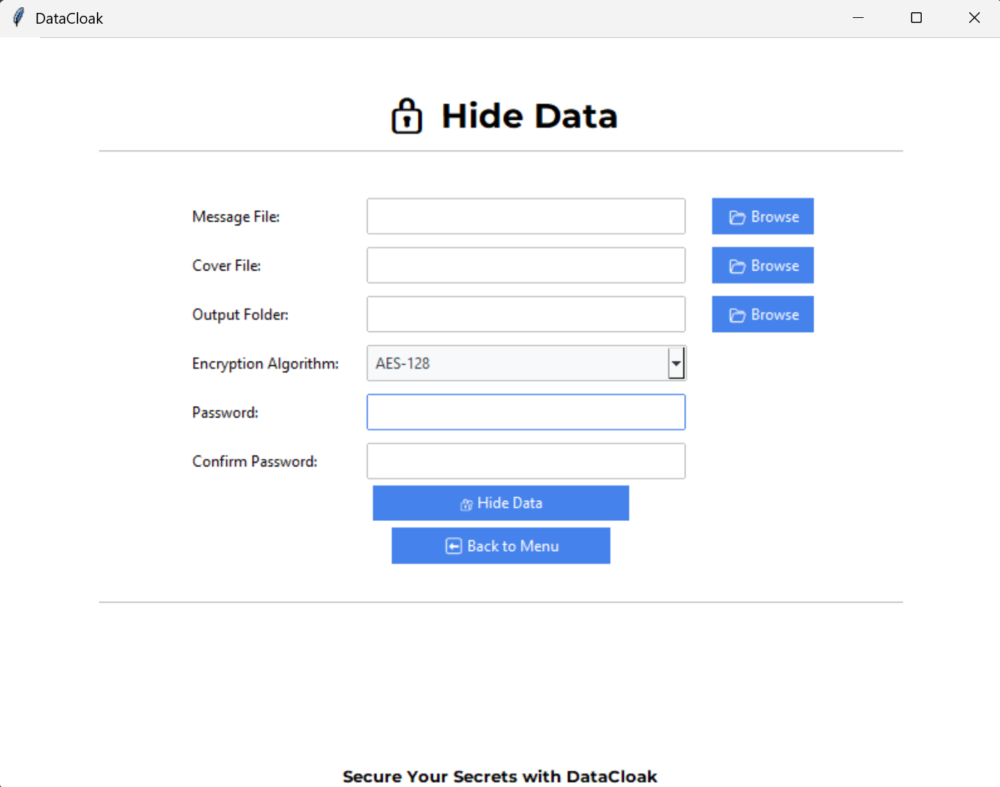 DataCloak
Hide Data
Message File:
Browse
Cover File:
Browse
Output Folder:
Browse
Encryption Algorithm:
AES-128
Password:
Confirm Password:
Hide Data
Back to Menu
Secure Your Secrets with DataCloak